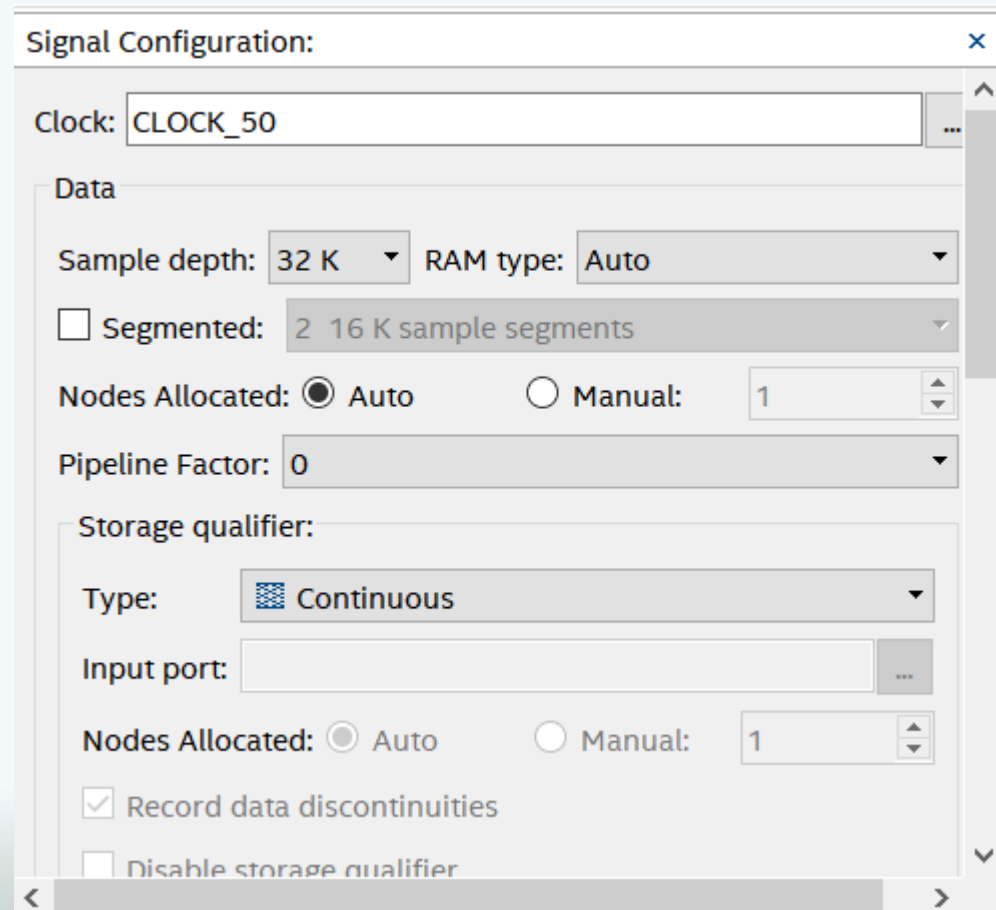 Signal Configuration:
Clock: CLOCK_50 ...
Data
Sample depth: 32 K RAM type: Auto
Segmented: 2 16 K sample segments
Nodes Allocated: Auto Manual: 1
Pipeline Factor: 0
Storage qualifier:
Type: Continuous
Input port: ...
Nodes Allocated: Auto Manual: 1
Record data discontinuities
Disable storage qualifier